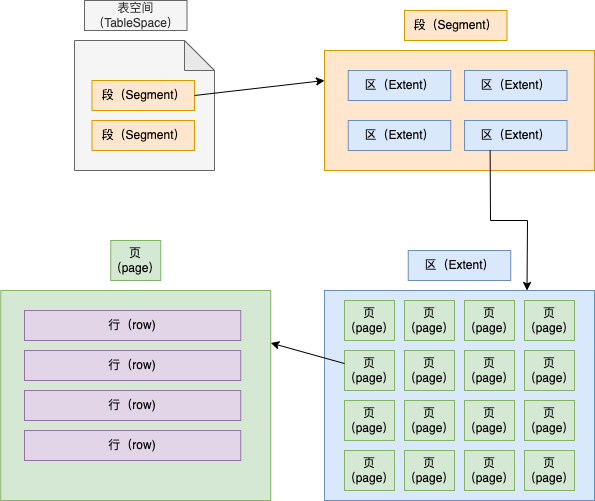 表空间
（TableSpace）
段（Segment）
段（Segment）
段（Segment）
区（Extent）
区（Extent）
区（Extent）
区（Extent）
页
（page）
行（row）
行（row）
行（row）
行（row）
区（Extent）
页
（page）
页
（page）
页
（page）
页
（page）
页
（page）
页
（page）
页
（page）
页
（page）
页
（page）
页
（page）
页
（page）
页
（page）
页
（page）
页
（page）
页
（page）
页
（page）